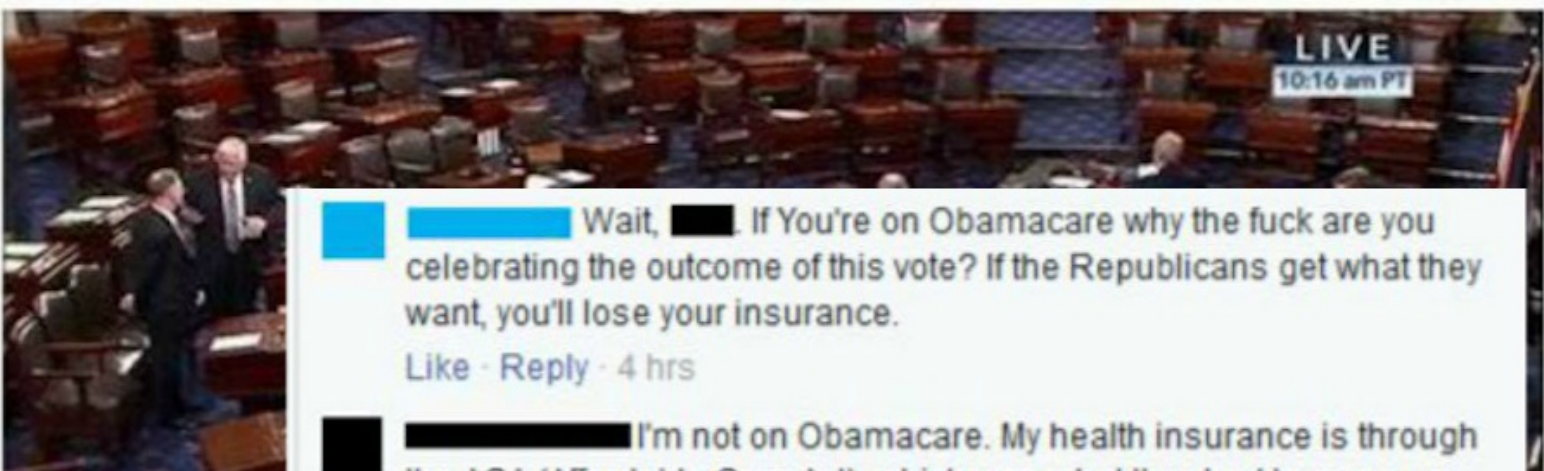 LIVE
10:16 am PT
Wait, . If You're on Obamacare why the fuck are you
celebrating the outcome of this vote? If the Republicans get what they
want, you'll lose your insurance.
Like · Reply · 4 hrs
I'm not on Obamacare. My health insurance is through